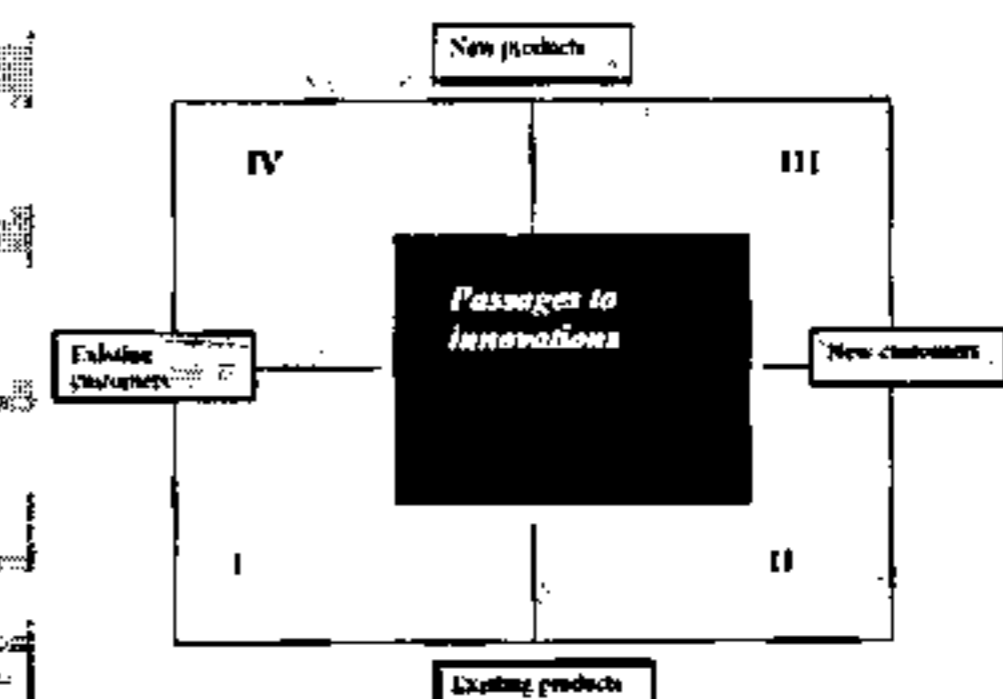 New products
IV
III
Passages to
innovations
Existing
customers
New customers
I
II
Existing products